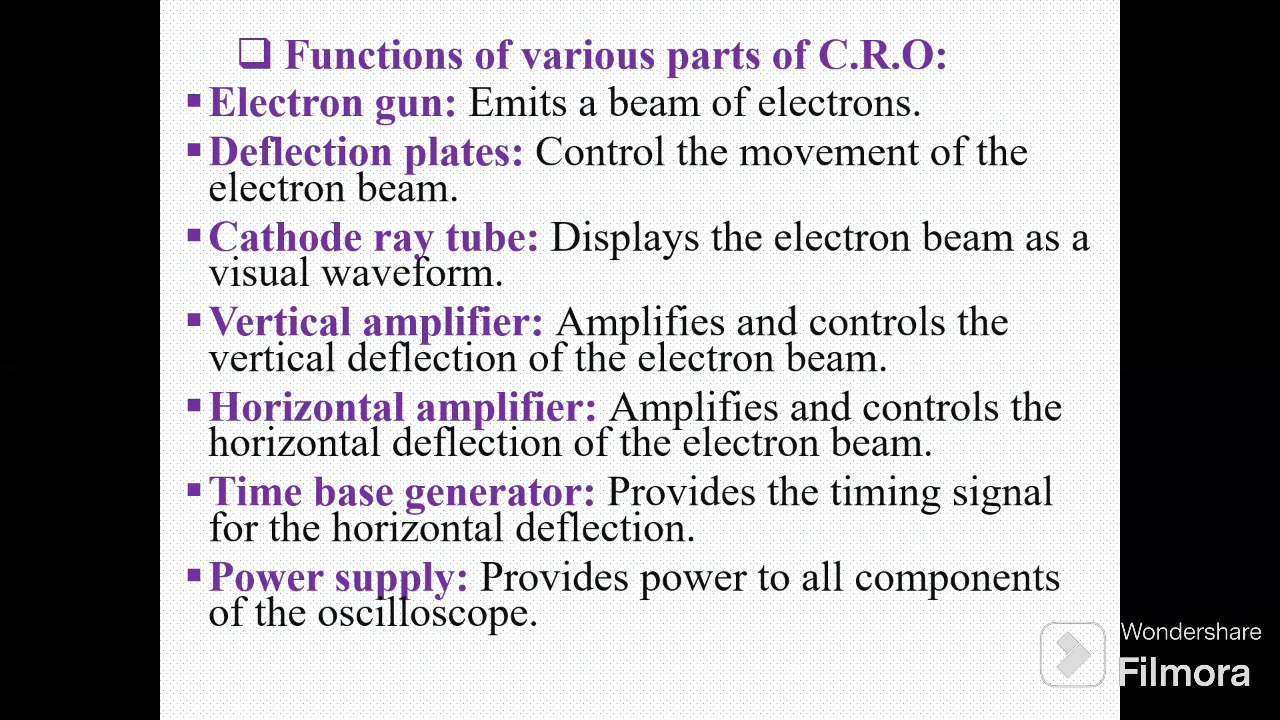 ❑ Functions of various parts of C.R.O:
▪Electron gun: Emits a beam of electrons.
▪Deflection plates: Control the movement of the
electron beam.
▪Cathode ray tube: Displays the electron beam as a
visual waveform.
▪Vertical amplifier: Amplifies and controls the
vertical deflection of the electron beam.
▪Horizontal amplifier: Amplifies and controls the
horizontal deflection of the electron beam.
▪Time base generator: Provides the timing signal
for the horizontal deflection.
▪Power supply: Provides power to all components
of the oscilloscope.
Wondershare
Filmora